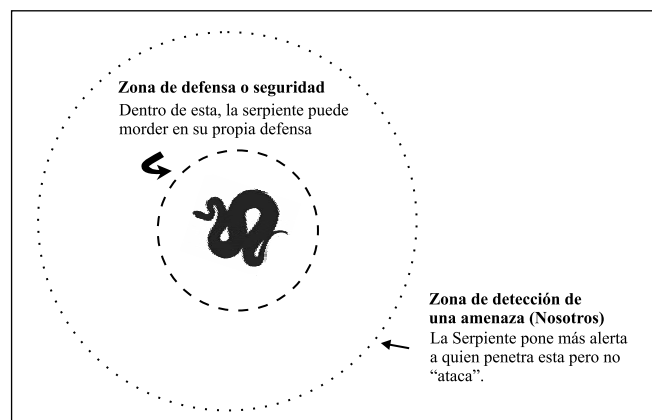 Zona de defensa o seguridad
Dentro de esta, la serpiente puede
morder en su propia defensa
Zona de detección de
una amenaza (Nosotros)
La Serpiente pone más alerta
a quien penetra esta pero no
“ataca”.